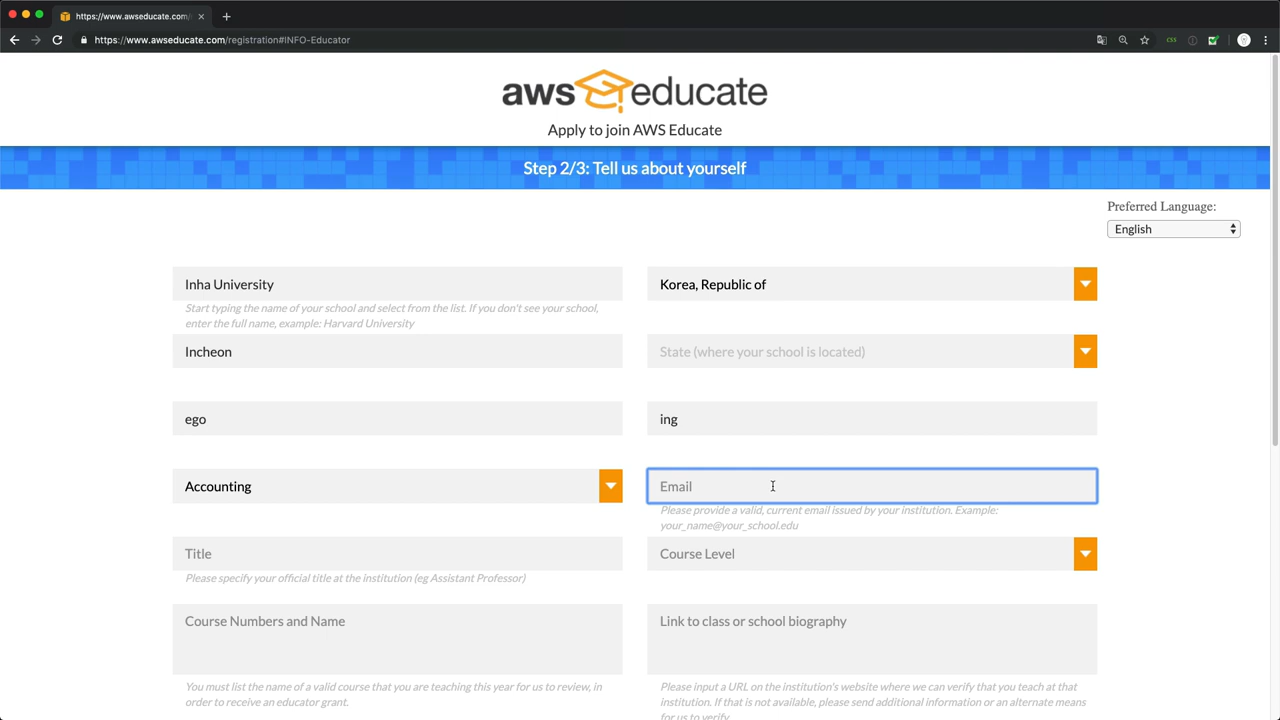 https://www.awseducate.com/
https://www.awseducate.com/registration#INFO-Educator
css
aws educate
Apply to join AWS Educate
Step 2/3: Tell us about yourself
Preferred Language:
English
Inha University
Korea, Republic of
Start typing the name of your school and select from the list. If you don't see your school,
enter the full name, example: Harvard University
Incheon
State (where your school is located)
ego
ing
Accounting
Email
Please provide a valid, current email issued by your institution. Example:
your_name@your_school.edu
Title
Course Level
Please specify your official title at the institution (eg Assistant Professor)
Course Numbers and Name
Link to class or school biography
You must list the name of a valid course that you are teaching this year for us to review, in
order to receive an educator grant.
Please input a URL on the institution's website where we can verify that you teach at that
institution. If that is not available, please send additional information or an alternate means
for us to verify